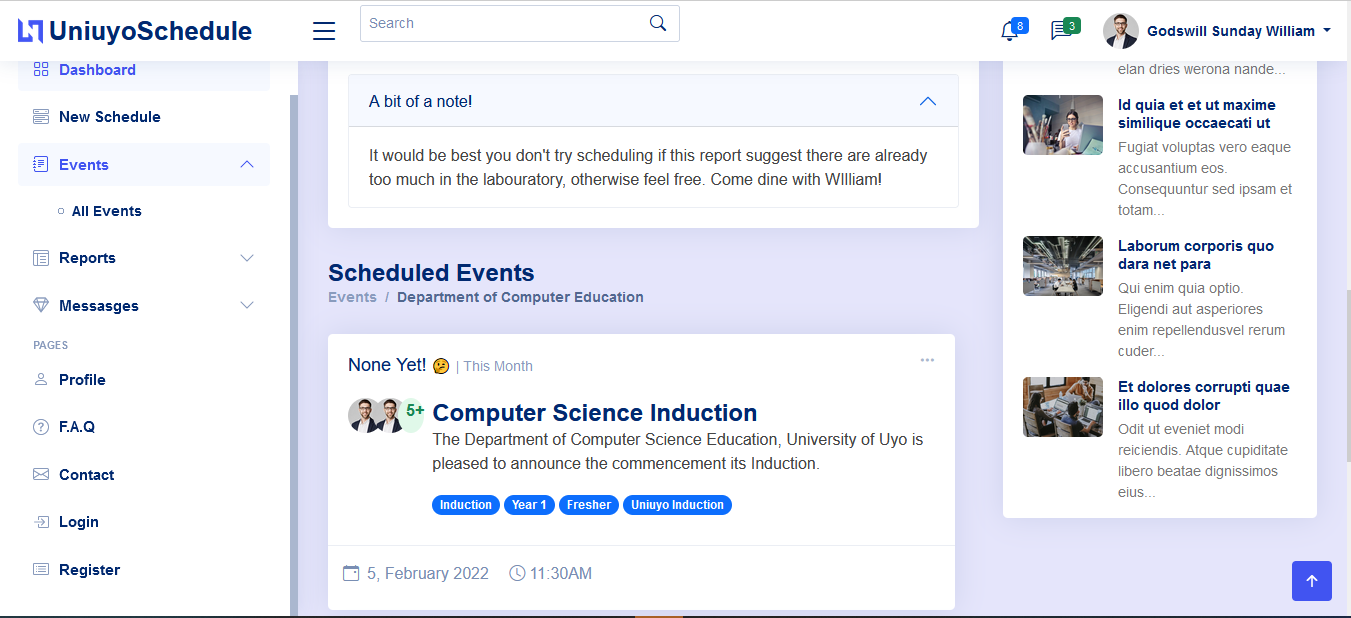 UniuyoSchedule
Search
8
3
Godswill Sunday William
Dashboard
New Schedule
Events
All Events
Reports
Messasges
PAGES
Profile
F.A.Q
Contact
Login
Register
A bit of a note!
It would be best you don't try scheduling if this report suggest there are already
too much in the labouratory, otherwise feel free. Come dine with WIlliam!
Scheduled Events
Events / Department of Computer Education
None Yet! 🤔 | This Month
5+
Computer Science Induction
The Department of Computer Science Education, University of Uyo is
pleased to announce the commencement its Induction.
Induction Year 1 Fresher Uniuyo Induction
5, February 2022 11:30AM
elan dries werona nande...
Id quia et et ut maxime
similique occaecati ut
Fugiat voluptas vero eaque
accusantium eos.
Consequuntur sed ipsam et
totam...
Laborum corporis quo
dara net para
Qui enim quia optio.
Eligendi aut asperiores
enim repellendusvel rerum
cuder...
Et dolores corrupti quae
illo quod dolor
Odit ut eveniet modi
reiciendis. Atque cupiditate
libero beatae dignissimos
eius...